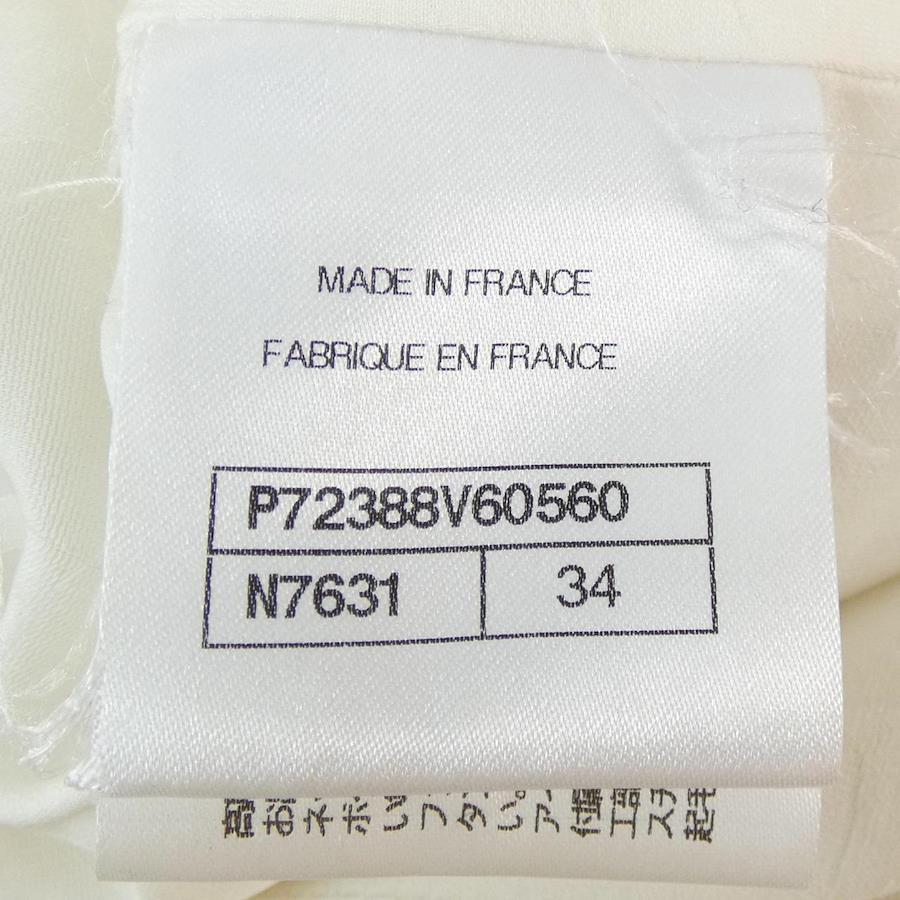 MADE IN FRANCE
FABRIQUE EN FRANCE
P72388V60560
N7631 34